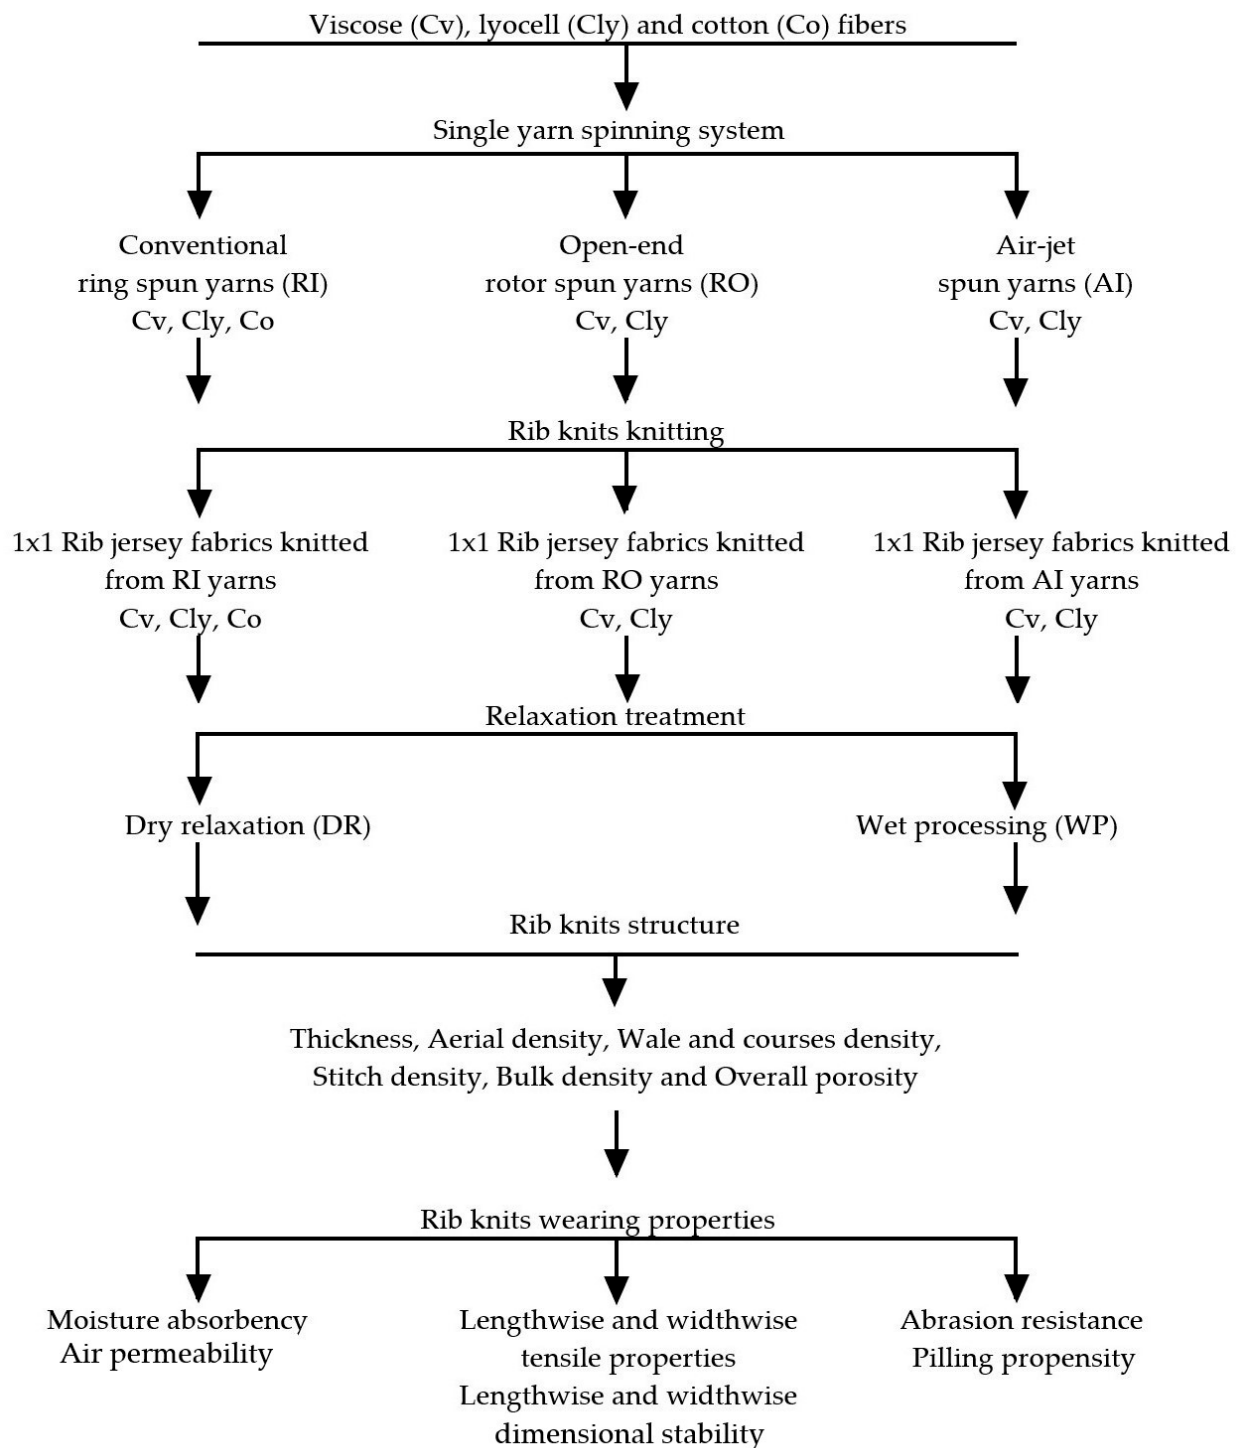 Viscose (Cv), lyocell (Cly) and cotton (Co) fibers
Single yarn spinning system
Conventional
ring spun yarns (RI)
Cv, Cly, Co
Open-end
rotor spun yarns (RO)
Cv, Cly
Air-jet
spun yarns (AI)
Cv, Cly
Rib knits knitting
1x1 Rib jersey fabrics knitted
from RI yarns
Cv, Cly, Co
1x1 Rib jersey fabrics knitted
from RO yarns
Cv, Cly
1x1 Rib jersey fabrics knitted
from AI yarns
Cv, Cly
Relaxation treatment
Dry relaxation (DR)
Wet processing (WP)
Rib knits structure
Thickness, Aerial density, Wale and courses density,
Stitch density, Bulk density and Overall porosity
Rib knits wearing properties
Moisture absorbency
Air permeability
Lengthwise and widthwise
tensile properties
Lengthwise and widthwise
dimensional stability
Abrasion resistance
Pilling propensity